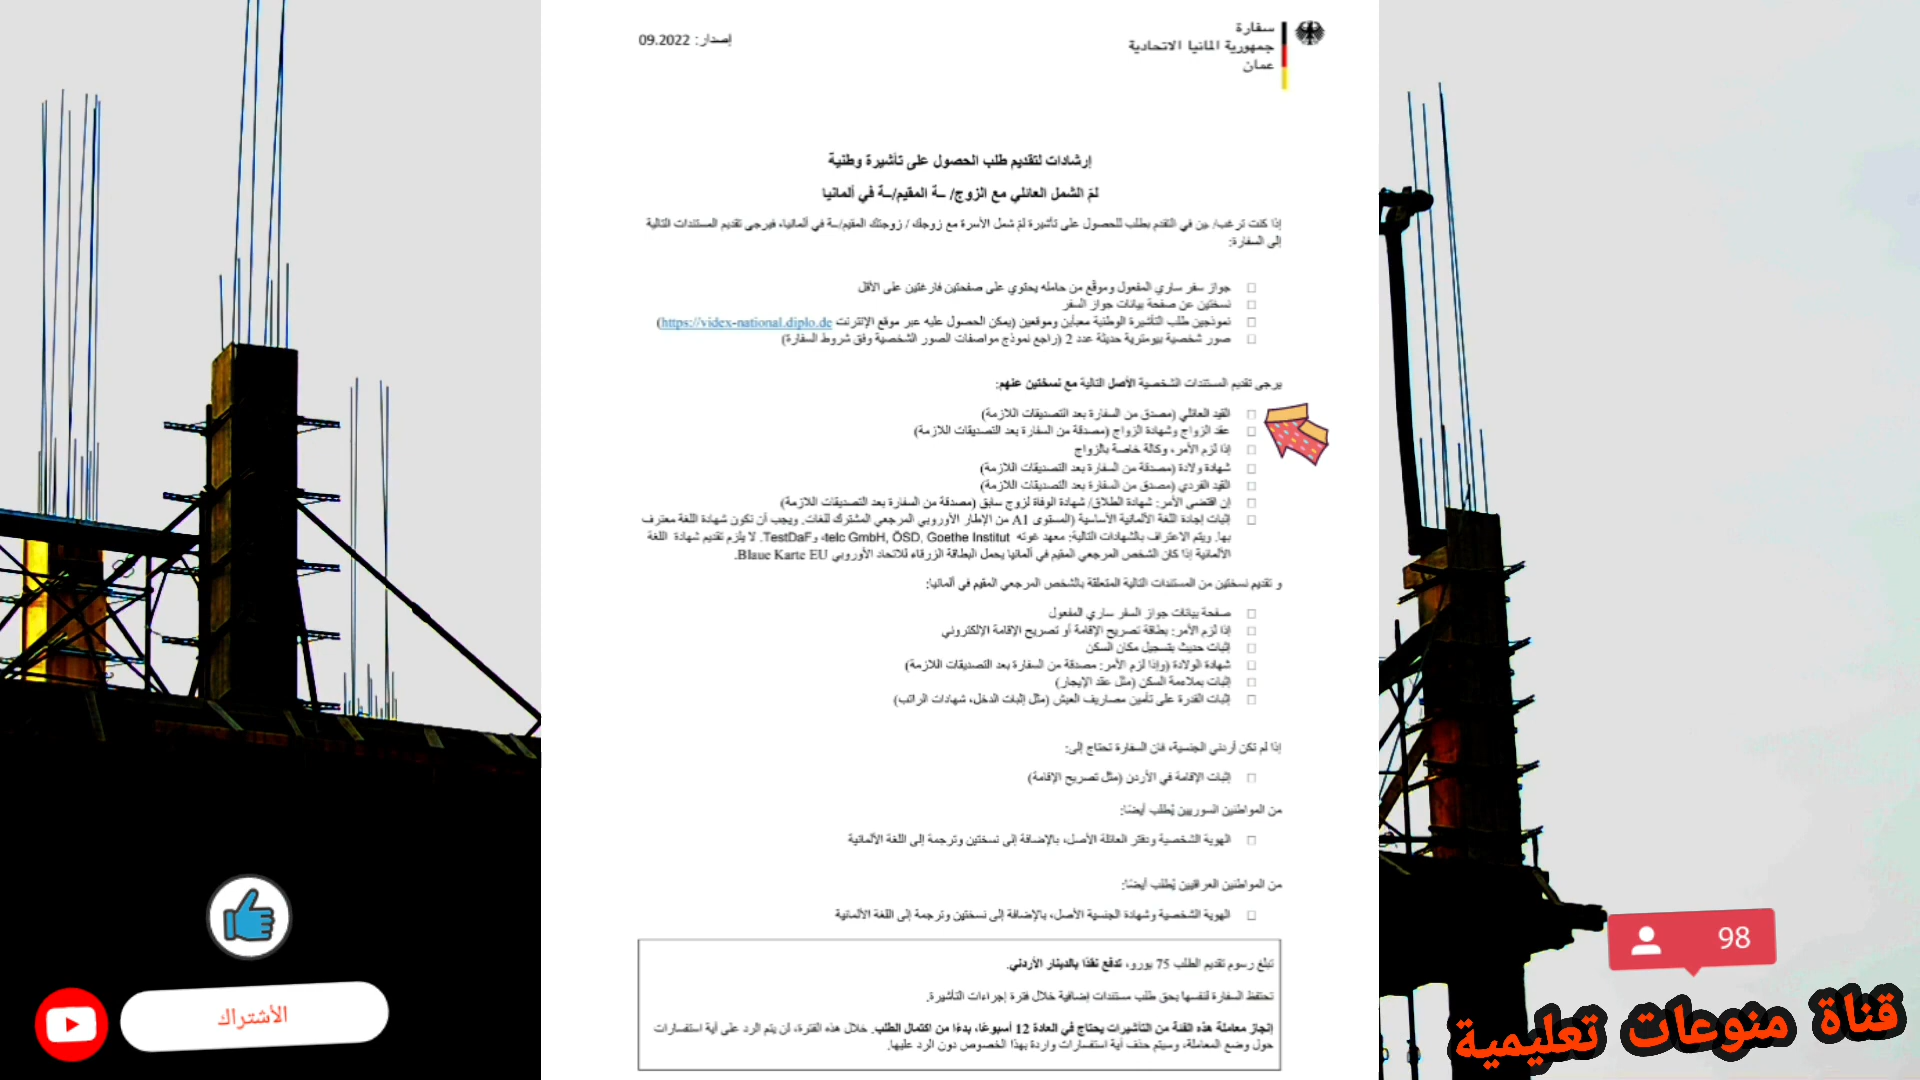 سفارة
جمهورية المانيا الاتحادية
عمان
إصدار: 09.2022
إرشادات لتقديم طلب الحصول على تأشيرة وطنية
لمّ الشمل العائلي مع الزوج/ ـة المقيم/ـة في ألمانيا
إذا كنت ترغب/ ين في التقدم بطلب للحصول على تأشيرة لمّ شمل الأسرة مع زوجك / زوجتك المقيم/ـة في ألمانيا، فيرجى تقديم المستندات التالية
إلى السفارة:
☐ جواز سفر ساري المفعول وموقّع من حامله يحتوي على صفحتين فارغتين على الأقل
☐ نسختين عن صفحة بيانات جواز السفر
☐ نموذجين طلب التأشيرة الوطنية معبأين وموقعين (يمكن الحصول عليه عبر موقع الإنترنت https://videx-national.diplo.de)
☐ صور شخصية بيومترية حديثة عدد 2 (راجع نموذج مواصفات الصور الشخصية وفق شروط السفارة)
يرجى تقديم المستندات الشخصية الأصل التالية مع نسختين عنهم:
☐ القيد العائلي (مصدق من السفارة بعد التصديقات اللازمة)
☐ عقد الزواج وشهادة الزواج (مصدقة من السفارة بعد التصديقات اللازمة)
☐ إذا لزم الأمر، وكالة خاصة بالزواج
☐ شهادة ولادة (مصدقة من السفارة بعد التصديقات اللازمة)
☐ القيد الفردي (مصدق من السفارة بعد التصديقات اللازمة)
☐ إن اقتضى الأمر: شهادة الطلاق/ شهادة الوفاة لزوج سابق (مصدقة من السفارة بعد التصديقات اللازمة)
☐ إثبات إجادة اللغة الألمانية الأساسية (المستوى A1 من الإطار الأوروبي المرجعي المشترك للغات. ويجب أن تكون شهادة اللغة معترف
بها. ويتم الاعتراف بالشهادات التالية: معهد غوته telc GmbH, ÖSD, Goethe Institut، وTestDaF. لا يلزم تقديم شهادة اللغة
الألمانية إذا كان الشخص المرجعي المقيم في ألمانيا يحمل البطاقة الزرقاء للاتحاد الأوروبي Blaue Karte EU.
و تقديم نسختين من المستندات التالية المتعلقة بالشخص المرجعي المقيم في ألمانيا:
☐ صفحة بيانات جواز السفر ساري المفعول
☐ إذا لزم الأمر: بطاقة تصريح الإقامة أو تصريح الإقامة الإلكتروني
☐ إثبات حديث بتسجيل مكان السكن
☐ شهادة الولادة (وإذا لزم الأمر: مصدقة من السفارة بعد التصديقات اللازمة)
☐ إثبات بملاءمة السكن (مثل عقد الإيجار)
☐ إثبات القدرة على تأمين مصاريف العيش (مثل إثبات الدخل، شهادات الراتب)
إذا لم تكن أردني الجنسية، فان السفارة تحتاج إلى:
☐ إثبات الإقامة في الأردن (مثل تصريح الإقامة)
من المواطنين السوريين يُطلب أيضًا:
☐ الهوية الشخصية ودفتر العائلة الأصل، بالإضافة إلى نسختين وترجمة إلى اللغة الألمانية
من المواطنين العراقيين يُطلب أيضًا:
☐ الهوية الشخصية وشهادة الجنسية الأصل، بالإضافة إلى نسختين وترجمة إلى اللغة الألمانية
تبلغ رسوم تقديم الطلب 75 يورو، تدفع نقدًا بالدينار الأردني.
تحتفظ السفارة لنفسها بحق طلب مستندات إضافية خلال فترة إجراءات التأشيرة.
إنجاز معاملة هذه الفئة من التأشيرات يحتاج في العادة 12 أسبوعًا، بدءًا من اكتمال الطلب. خلال هذه الفترة، لن يتم الرد على أية استفسارات
حول وضع المعاملة، وسيتم حذف أية استفسارات واردة بهذا الخصوص دون الرد عليها.
الأشتراك
98
قناة منوعات تعليمية